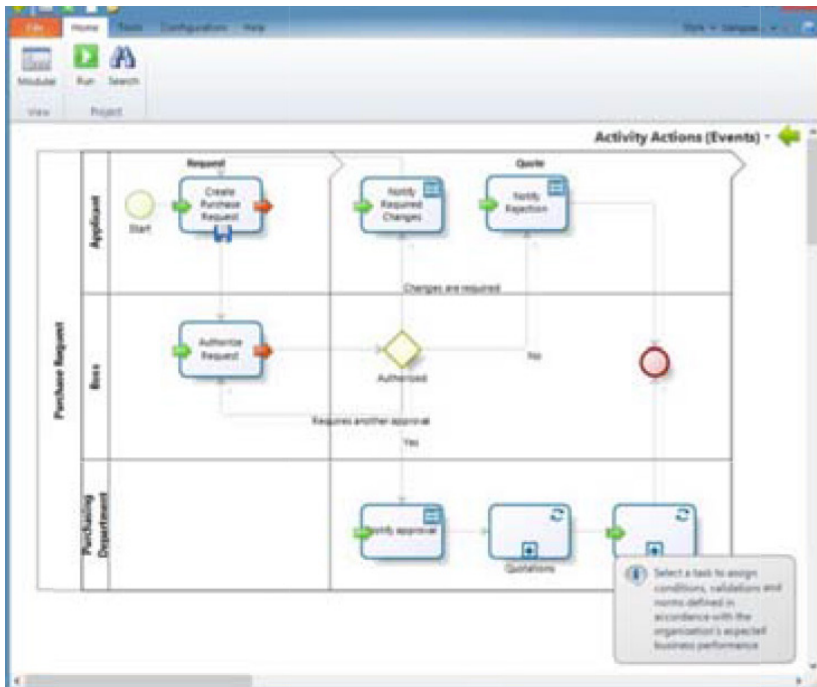 File Home Tools Configuration Help
Style
Modular Run Search
View Project
Activity Actions (Events)
Request Quote
Purchase Request
Applicant
Start
Create
Purchase
Request
Notify
Required
Changes
Notify
Rejection
Changes are required
Boss
Authorize
Request
Authorized
No
Requires another approval
Yes
Purchasing
Department
Notify approval
Quotations
Select a task to assign
conditions, validations and
norms defined in
accordance with the
organization's
business performance